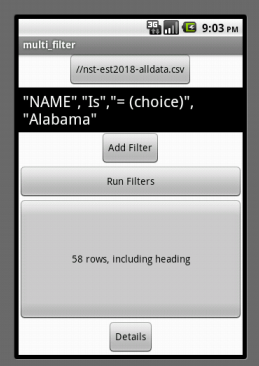 3G 9:03 PM
multi_filter
//nst-est2018-alldata.csv
"NAME","Is","= (choice)",
"Alabama"
Add Filter
Run Filters
58 rows, including heading
Details